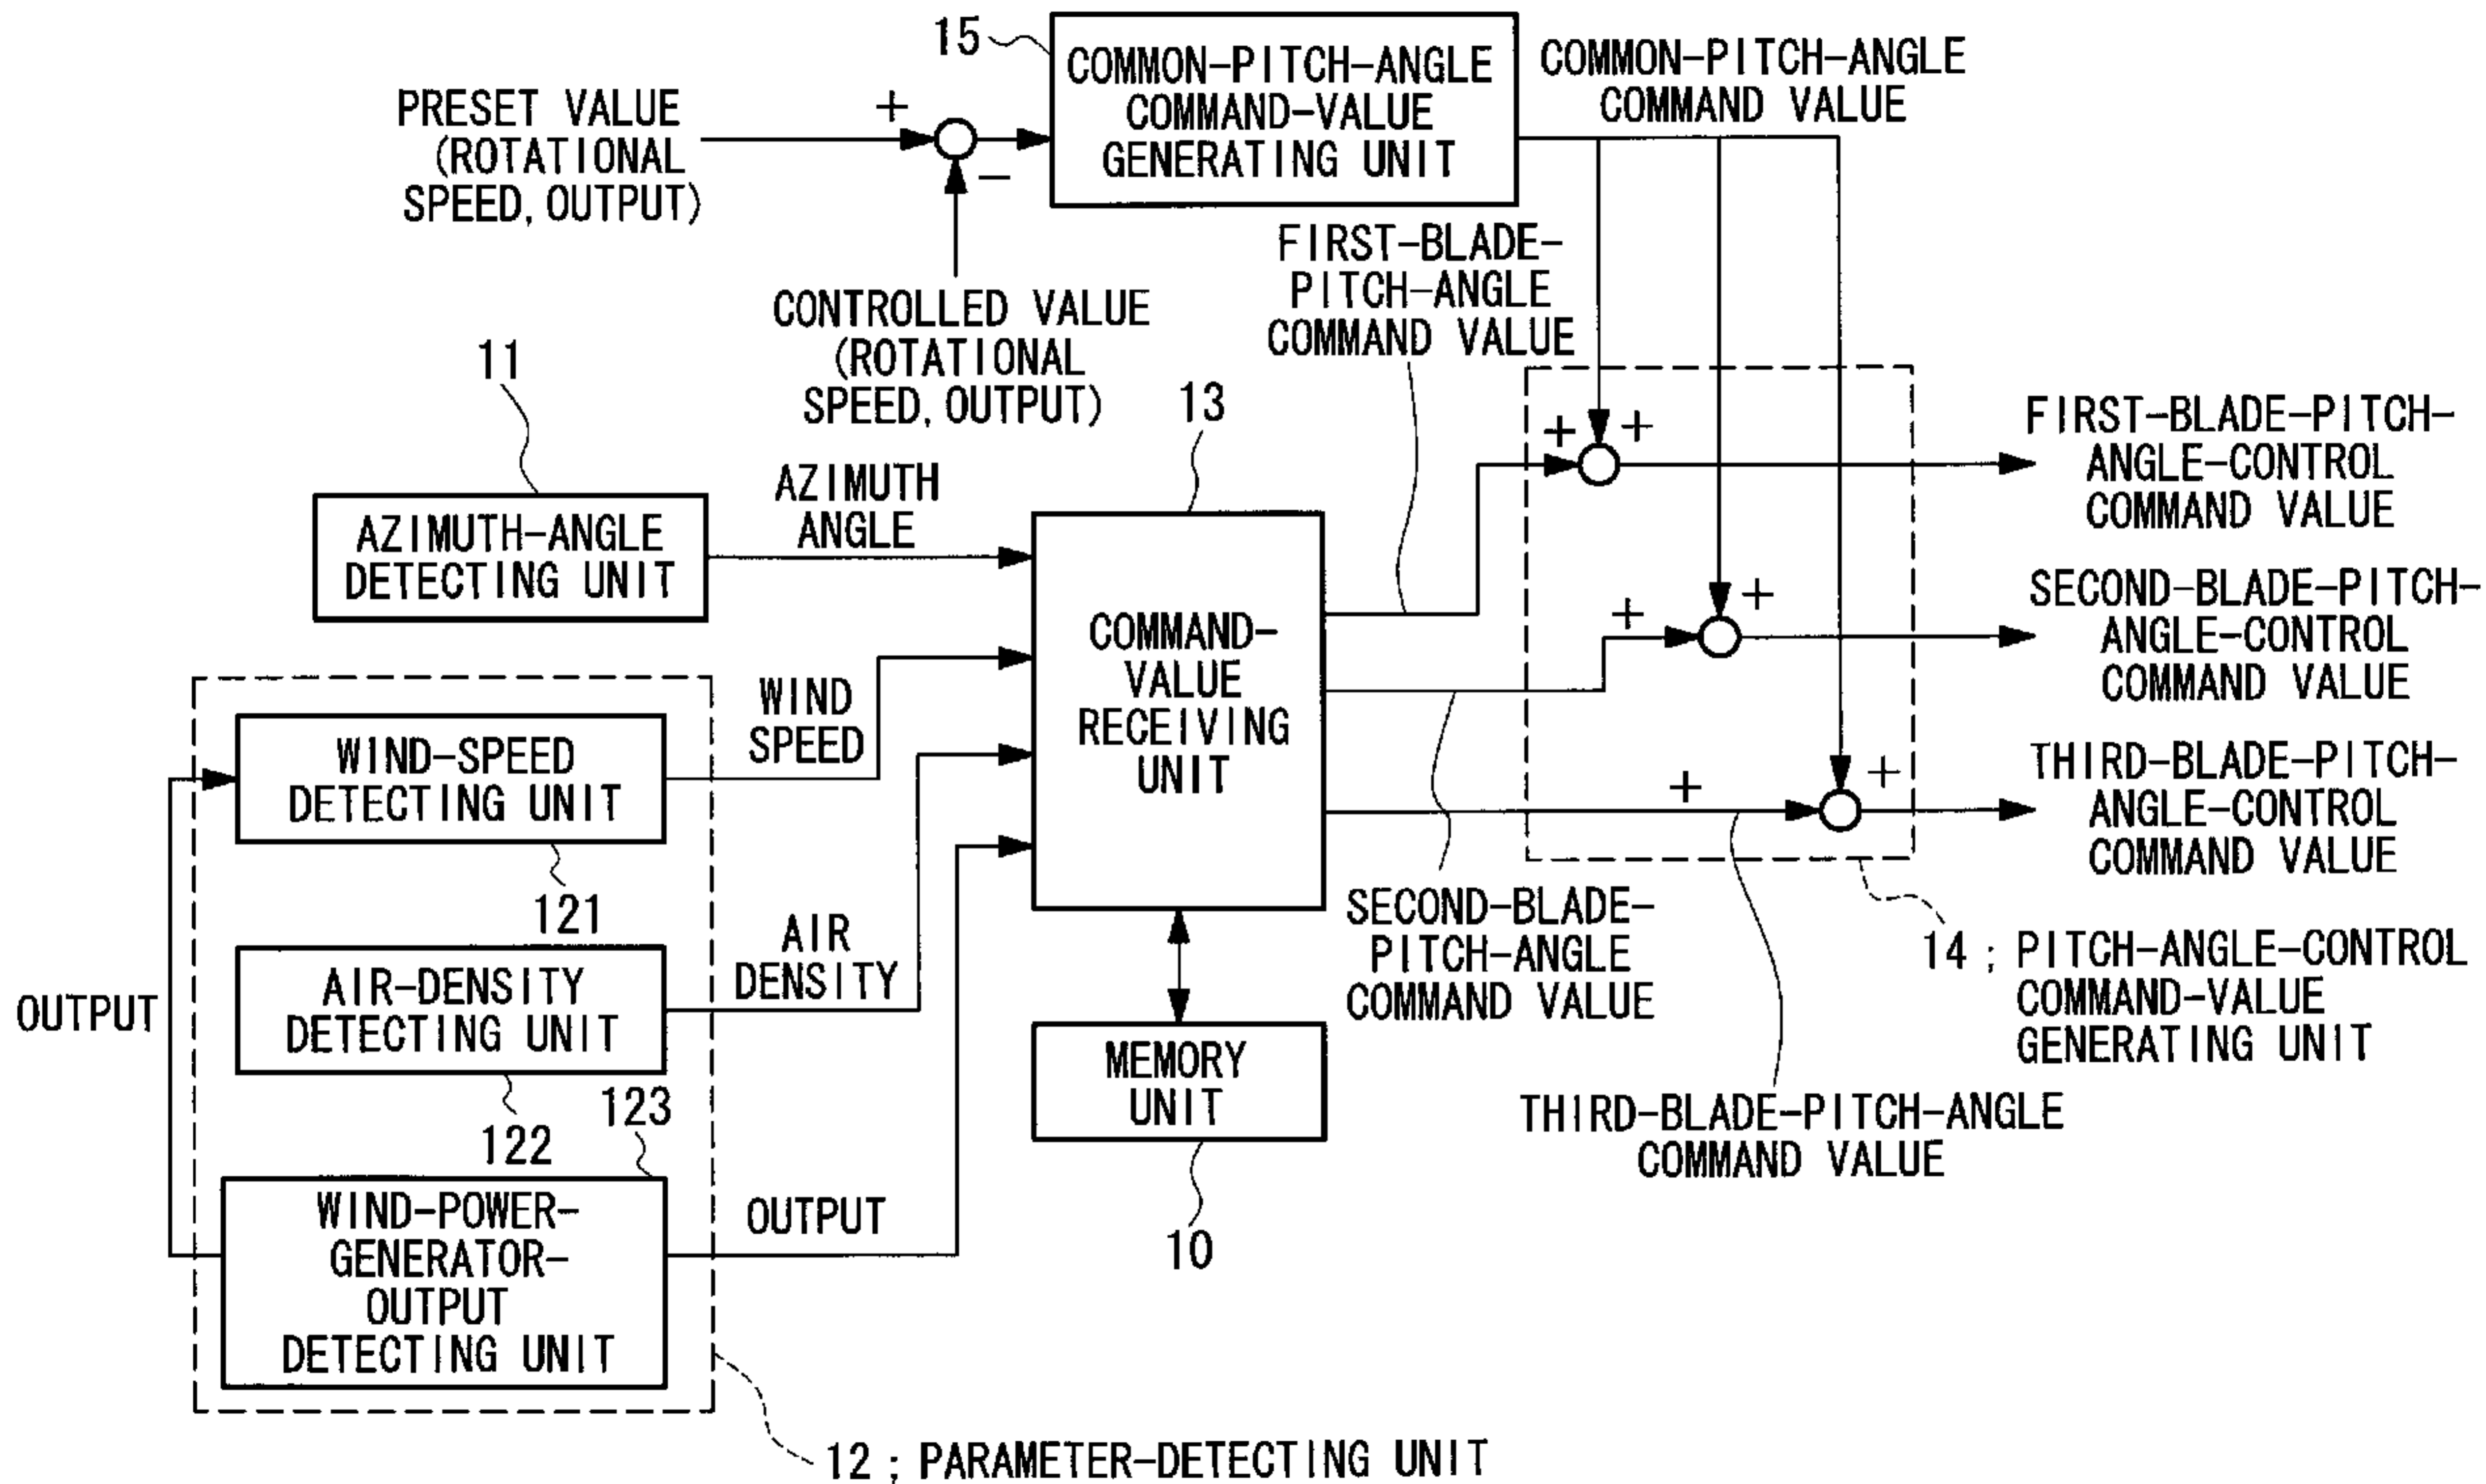 15
COMMON-PITCH-ANGLE
COMMAND-VALUE
GENERATING UNIT
COMMON-PITCH-ANGLE
COMMAND VALUE
PRESET VALUE
(ROTATIONAL
SPEED, OUTPUT)
+
−
CONTROLLED VALUE
(ROTATIONAL
SPEED, OUTPUT)
FIRST-BLADE-
PITCH-ANGLE
COMMAND VALUE
11
AZIMUTH-ANGLE
DETECTING UNIT
AZIMUTH
ANGLE
13
COMMAND-
VALUE
RECEIVING
UNIT
+
+
FIRST-BLADE-PITCH-
ANGLE-CONTROL
COMMAND VALUE
+
+
SECOND-BLADE-PITCH-
ANGLE-CONTROL
COMMAND VALUE
+
+
THIRD-BLADE-PITCH-
ANGLE-CONTROL
COMMAND VALUE
WIND-SPEED
DETECTING UNIT
121
WIND
SPEED
AIR-DENSITY
DETECTING UNIT
122
AIR
DENSITY
OUTPUT
123
WIND-POWER-
GENERATOR-
OUTPUT
DETECTING UNIT
OUTPUT
MEMORY
UNIT
10
SECOND-BLADE-
PITCH-ANGLE
COMMAND VALUE
THIRD-BLADE-PITCH-ANGLE
COMMAND VALUE
14 ; PITCH-ANGLE-CONTROL
COMMAND-VALUE
GENERATING UNIT
12 ; PARAMETER-DETECTING UNIT